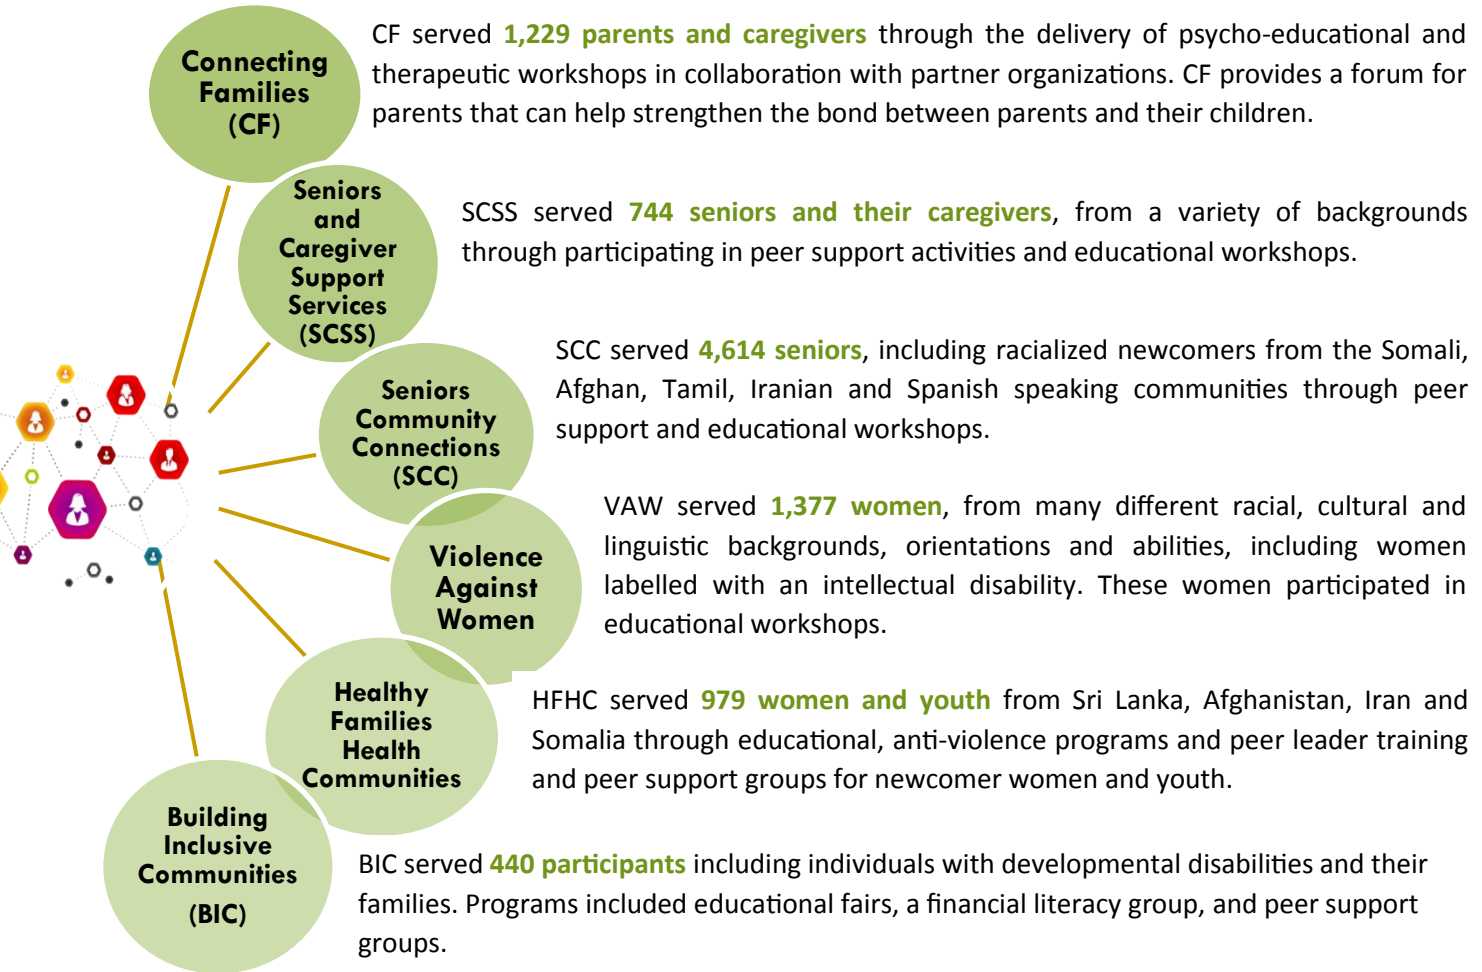 Connecting
Families
(CF)
CF served 1,229 parents and caregivers through the delivery of psycho-educational and
therapeutic workshops in collaboration with partner organizations. CF provides a forum for
parents that can help strengthen the bond between parents and their children.
Seniors
and
Caregiver
Support
Services
(SCSS)
SCSS served 744 seniors and their caregivers, from a variety of backgrounds
through participating in peer support activities and educational workshops.
Seniors
Community
Connections
(SCC)
SCC served 4,614 seniors, including racialized newcomers from the Somali,
Afghan, Tamil, Iranian and Spanish speaking communities through peer
support and educational workshops.
Violence
Against
Women
VAW served 1,377 women, from many different racial, cultural and
linguistic backgrounds, orientations and abilities, including women
labelled with an intellectual disability. These women participated in
educational workshops.
Healthy
Families
Health
Communities
HFHC served 979 women and youth from Sri Lanka, Afghanistan, Iran and
Somalia through educational, anti-violence programs and peer leader training
and peer support groups for newcomer women and youth.
Building
Inclusive
Communities
(BIC)
BIC served 440 participants including individuals with developmental disabilities and their
families. Programs included educational fairs, a financial literacy group, and peer support
groups.